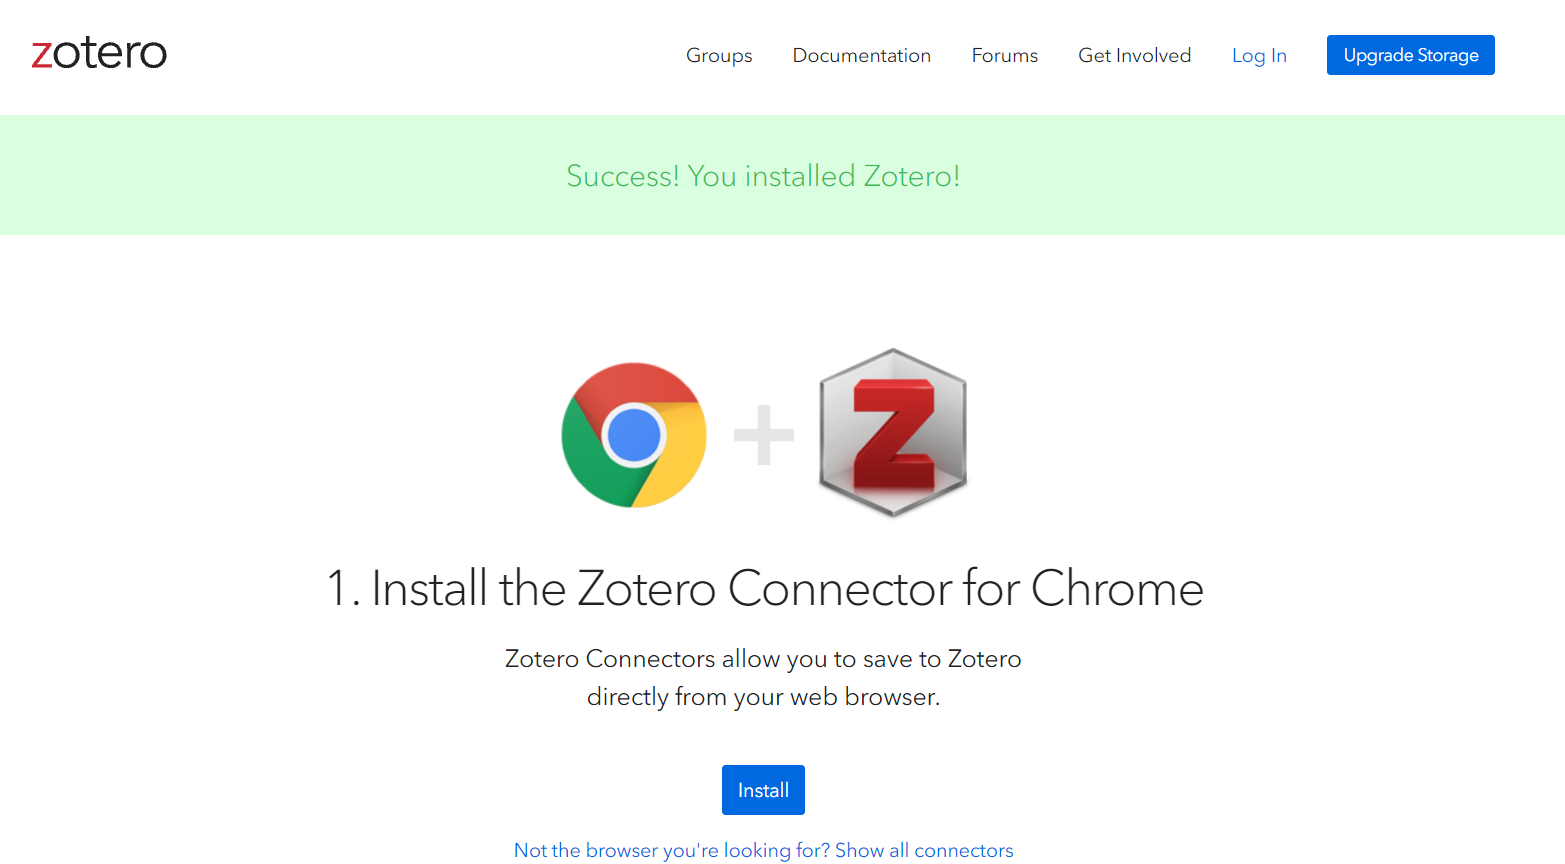 zotero
Groups Documentation Forums Get Involved Log In Upgrade Storage
Success! You installed Zotero!
Z
1. Install the Zotero Connector for Chrome
Zotero Connectors allow you to save to Zotero
directly from your web browser.
Install
Not the browser you're looking for? Show all connectors